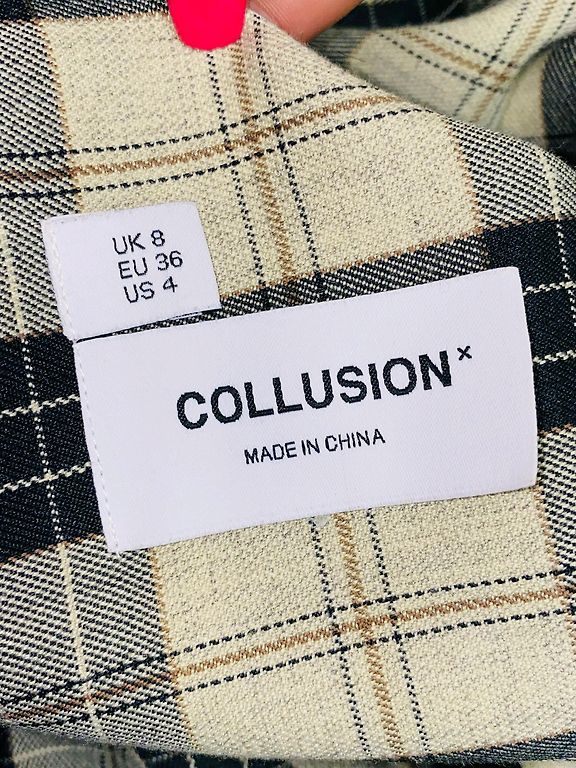 UK 8
EU 36
US 4
COLLUSION×
MADE IN CHINA